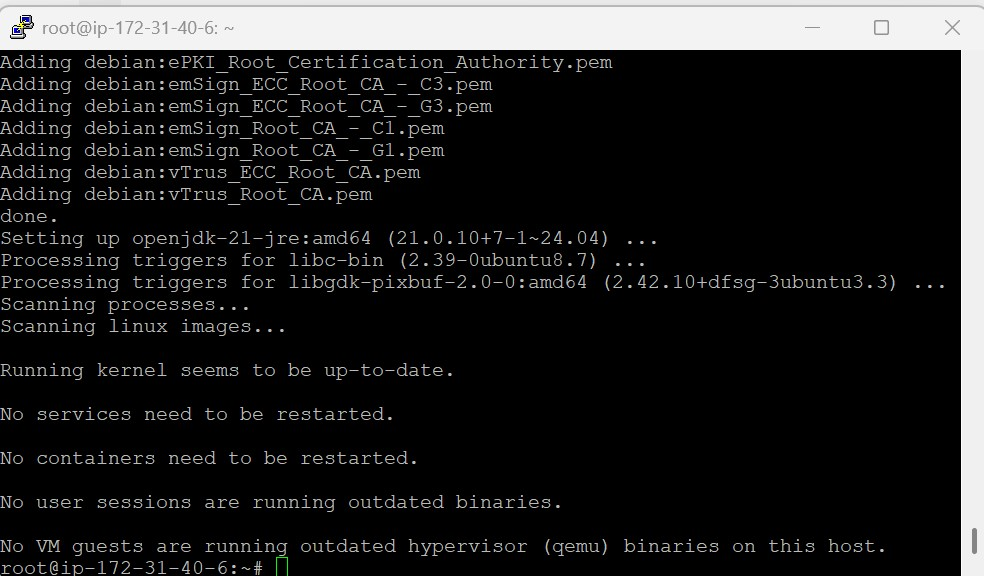 root@ip-172-31-40-6: ~
Adding debian:ePKI_Root_Certification_Authority.pem
Adding debian:emSign_ECC_Root_CA_-_C3.pem
Adding debian:emSign_ECC_Root_CA_-_G3.pem
Adding debian:emSign_Root_CA_-_C1.pem
Adding debian:emSign_Root_CA_-_G1.pem
Adding debian:vTrus_ECC_Root_CA.pem
Adding debian:vTrus_Root_CA.pem
done.
Setting up openjdk-21-jre:amd64 (21.0.10+7-1~24.04) ...
Processing triggers for libc-bin (2.39-0ubuntu8.7) ...
Processing triggers for libgdk-pixbuf-2.0-0:amd64 (2.42.10+dfsg-3ubuntu3.3) ...
Scanning processes...
Scanning linux images...
Running kernel seems to be up-to-date.
No services need to be restarted.
No containers need to be restarted.
No user sessions are running outdated binaries.
No VM guests are running outdated hypervisor (qemu) binaries on this host.
root@ip-172-31-40-6:~#